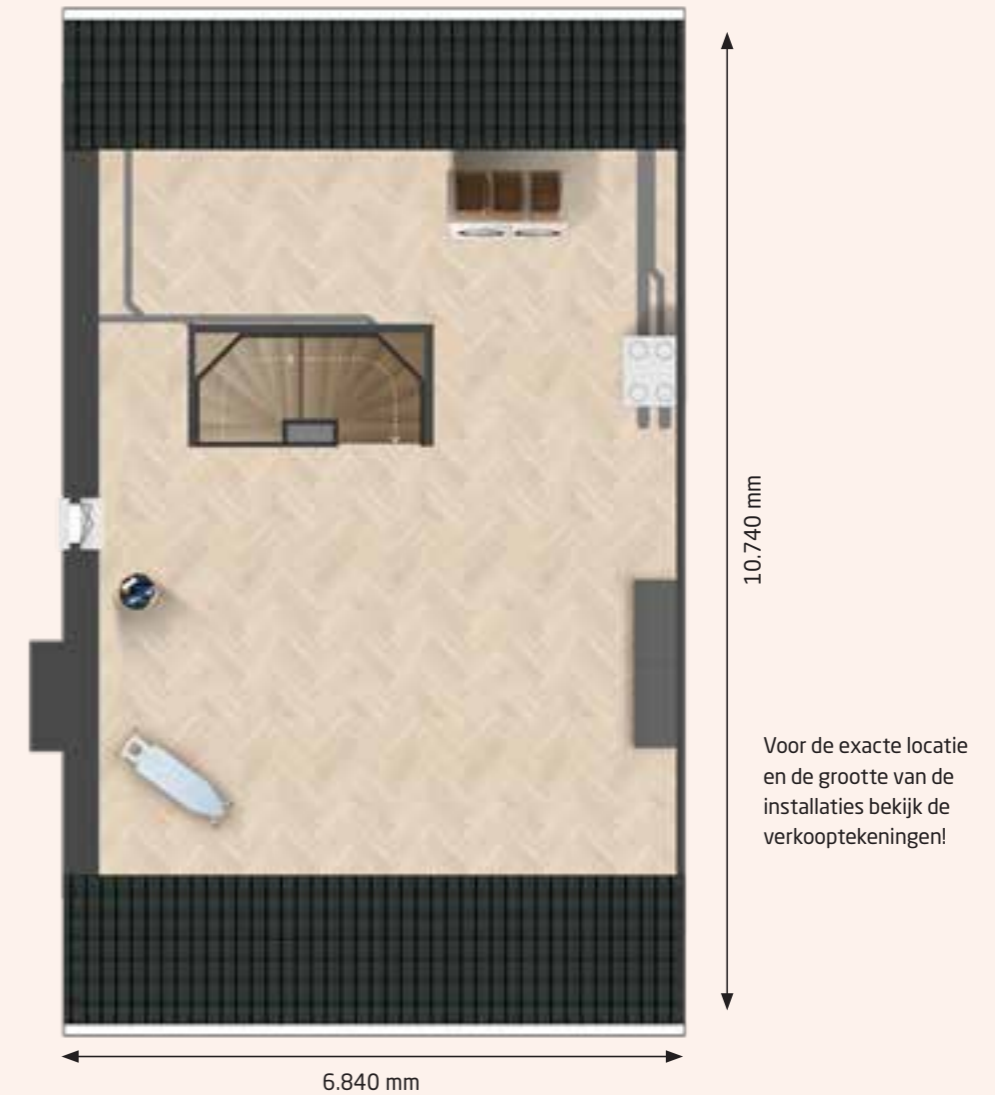 10.740 mm
Voor de exacte locatie
en de grootte van de
installaties bekijk de
verkooptekeningen!
6.840 mm